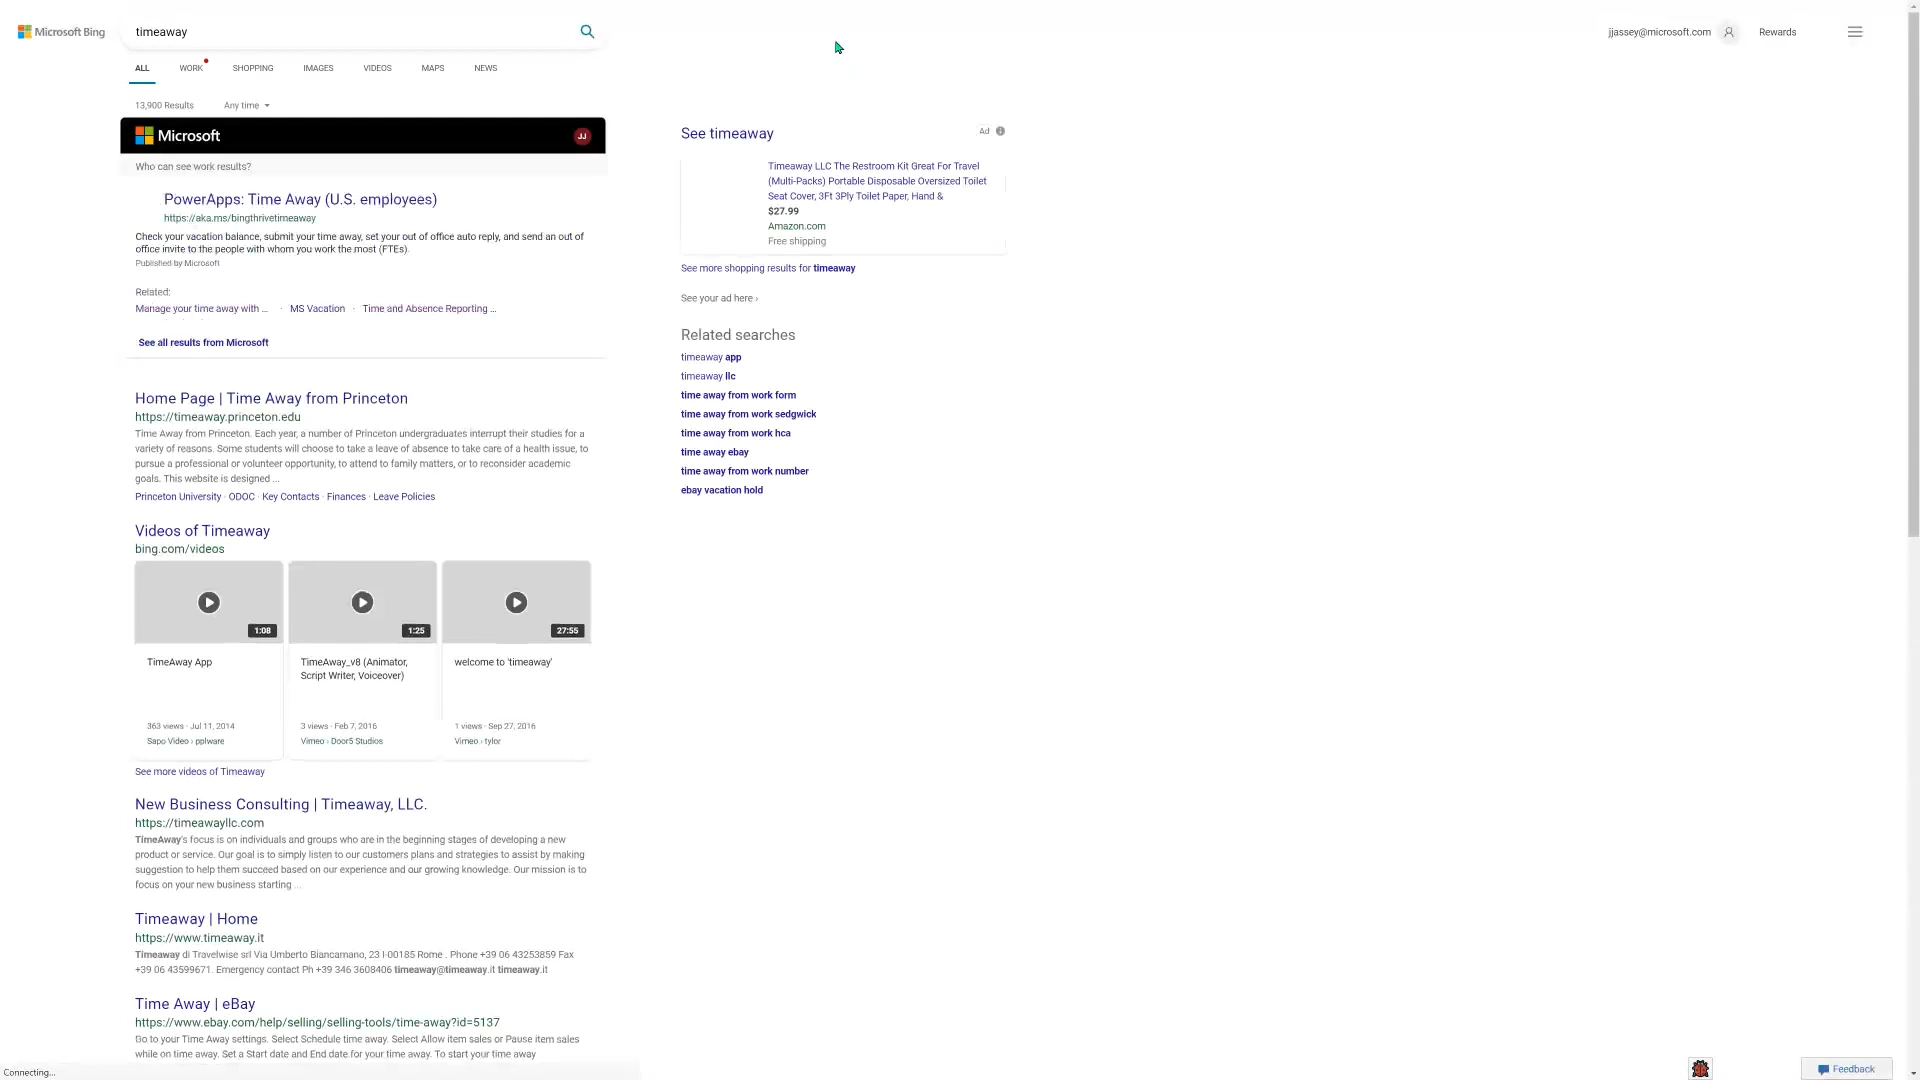 Microsoft Bing
timeaway
jjassey@microsoft.com
Rewards
ALL
WORK
SHOPPING
IMAGES
VIDEOS
MAPS
NEWS
13,900 Results
Any time
Microsoft
JJ
Who can see work results?
PowerApps: Time Away (U.S. employees)
https://aka.ms/bingthrivetimeaway
Check your vacation balance, submit your time away, set your out of office auto reply, and send an out of
office invite to the people with whom you work the most (FTEs).
Published by Microsoft
Related:
Manage your time away with ... · MS Vacation · Time and Absence Reporting ...
See all results from Microsoft
Home Page | Time Away from Princeton
https://timeaway.princeton.edu
Time Away from Princeton. Each year, a number of Princeton undergraduates interrupt their studies for a
variety of reasons. Some students will choose to take a leave of absence to take care of a health issue, to
pursue a professional or volunteer opportunity, to attend to family matters, or to reconsider academic
goals. This website is designed ...
Princeton University · ODOC · Key Contacts · Finances · Leave Policies
Videos of Timeaway
bing.com/videos
1:08
1:25
27:55
TimeAway App
363 views · Jul 11, 2014
Sapo Video › pplware
TimeAway_v8 (Animator,
Script Writer, Voiceover)
3 views · Feb 7, 2016
Vimeo › Door5 Studios
welcome to 'timeaway'
1 views · Sep 27, 2016
Vimeo › tylor
See more videos of Timeaway
New Business Consulting | Timeaway, LLC.
https://timeawayllc.com
TimeAway's focus is on individuals and groups who are in the beginning stages of developing a new
product or service. Our goal is to simply listen to our customers plans and strategies to assist by making
suggestion to help them succeed based on our experience and our growing knowledge. Our mission is to
focus on your new business starting ...
Timeaway | Home
https://www.timeaway.it
Timeaway di Travelwise srl Via Umberto Biancamano, 23 I-00185 Rome . Phone +39 06 43253859 Fax
+39 06 43599671. Emergency contact Ph +39 346 3608406 timeaway@timeaway.it timeaway.it
Time Away | eBay
https://www.ebay.com/help/selling/selling-tools/time-away?id=5137
Go to your Time Away settings. Select Schedule time away. Select Allow item sales or Pause item sales
while on time away. Set a Start date and End date for your time away. To start your time away
See timeaway
Ad
Timeaway LLC The Restroom Kit Great For Travel
(Multi-Packs) Portable Disposable Oversized Toilet
Seat Cover, 3Ft 3Ply Toilet Paper, Hand &
$27.99
Amazon.com
Free shipping
See more shopping results for timeaway
See your ad here ›
Related searches
timeaway app
timeaway llc
time away from work form
time away from work sedgwick
time away from work hca
time away ebay
time away from work number
ebay vacation hold
Connecting...
Feedback